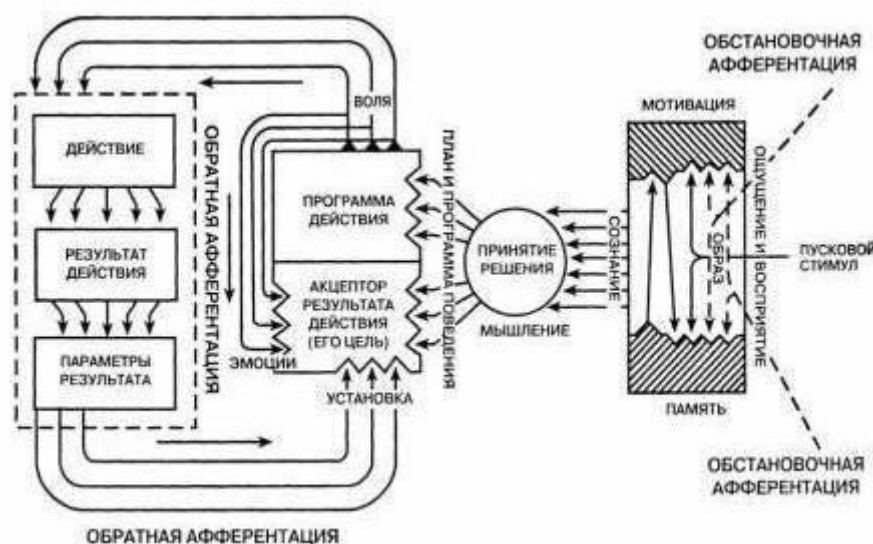 ОБСТАНОВОЧНАЯ
АФФЕРЕНТАЦИЯ
МОТИВАЦИЯ
ВОЛЯ
ДЕЙСТВИЕ
ОБРАТНАЯ АФФЕРЕНТАЦИЯ
ПРОГРАММА
ДЕЙСТВИЯ
ПЛАН И ПРОГРАММА ПОВЕДЕНИЯ
ПРИНЯТИЕ
РЕШЕНИЯ
СОЗНАНИЕ
ОБРАЗ
ОЩУЩЕНИЕ И ВОСПРИЯТИЕ
ПУСКОВОЙ
СТИМУЛ
РЕЗУЛЬТАТ
ДЕЙСТВИЯ
АКЦЕПТОР
РЕЗУЛЬТАТА
ДЕЙСТВИЯ
(ЕГО ЦЕЛЬ)
МЫШЛЕНИЕ
ПАРАМЕТРЫ
РЕЗУЛЬТАТА
ЭМОЦИИ
УСТАНОВКА
ПАМЯТЬ
ОБСТАНОВОЧНАЯ
АФФЕРЕНТАЦИЯ
ОБРАТНАЯ АФФЕРЕНТАЦИЯ